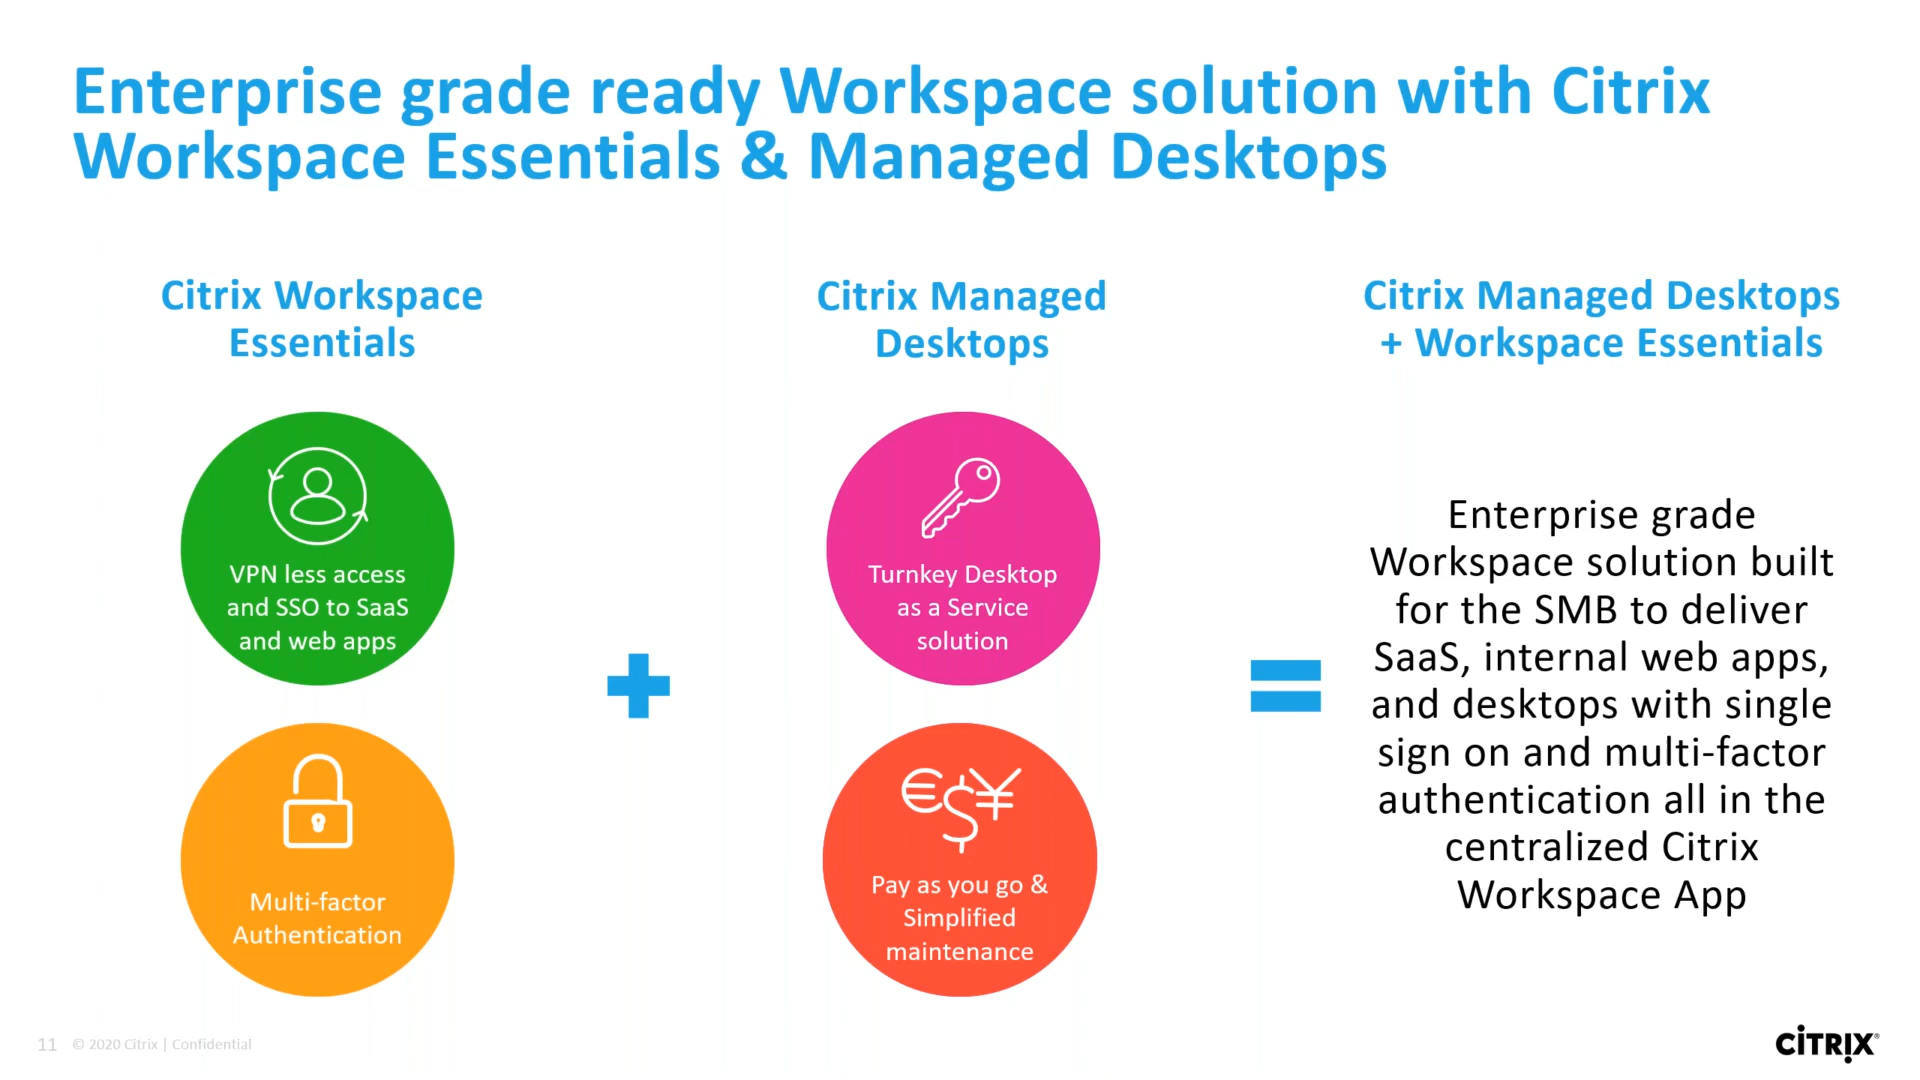 Enterprise grade ready Workspace solution with Citrix
Workspace Essentials & Managed Desktops
Citrix Workspace
Essentials
VPN less access
and SSO to SaaS
and web apps
Multi-factor
Authentication
Citrix Managed
Desktops
Turnkey Desktop
as a Service
solution
€$¥
Pay as you go &
Simplified
maintenance
Citrix Managed Desktops
+ Workspace Essentials
Enterprise grade
Workspace solution built
for the SMB to deliver
SaaS, internal web apps,
and desktops with single
sign on and multi-factor
authentication all in the
centralized Citrix
Workspace App
11 © 2020 Citrix | Confidential
CİTRIX®